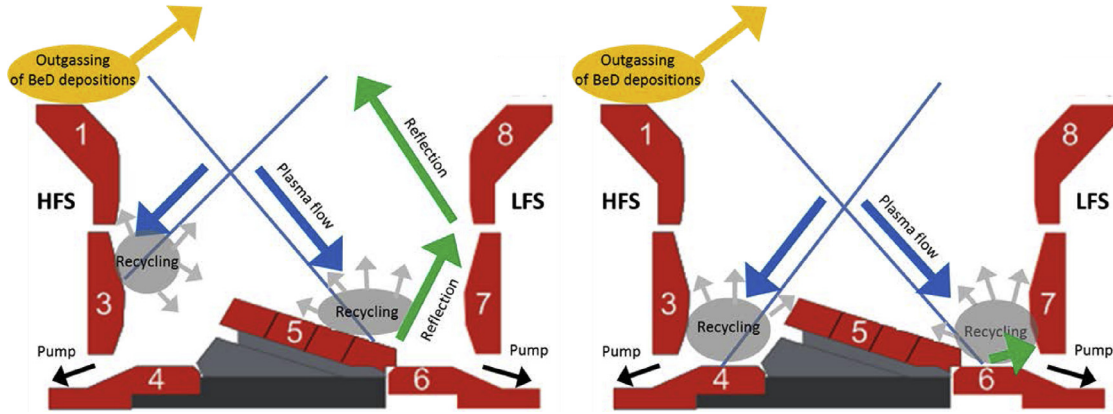 Outgassing
of BeD depositions
1
8
HFS
LFS
Reflection
Plasma flow
Recycling
Reflection
3
7
5
Pump
Pump
4
6
Outgassing
of BeD depositions
1
8
HFS
LFS
Plasma flow
3
7
Recycling
Recycling
5
Pump
Pump
4
6